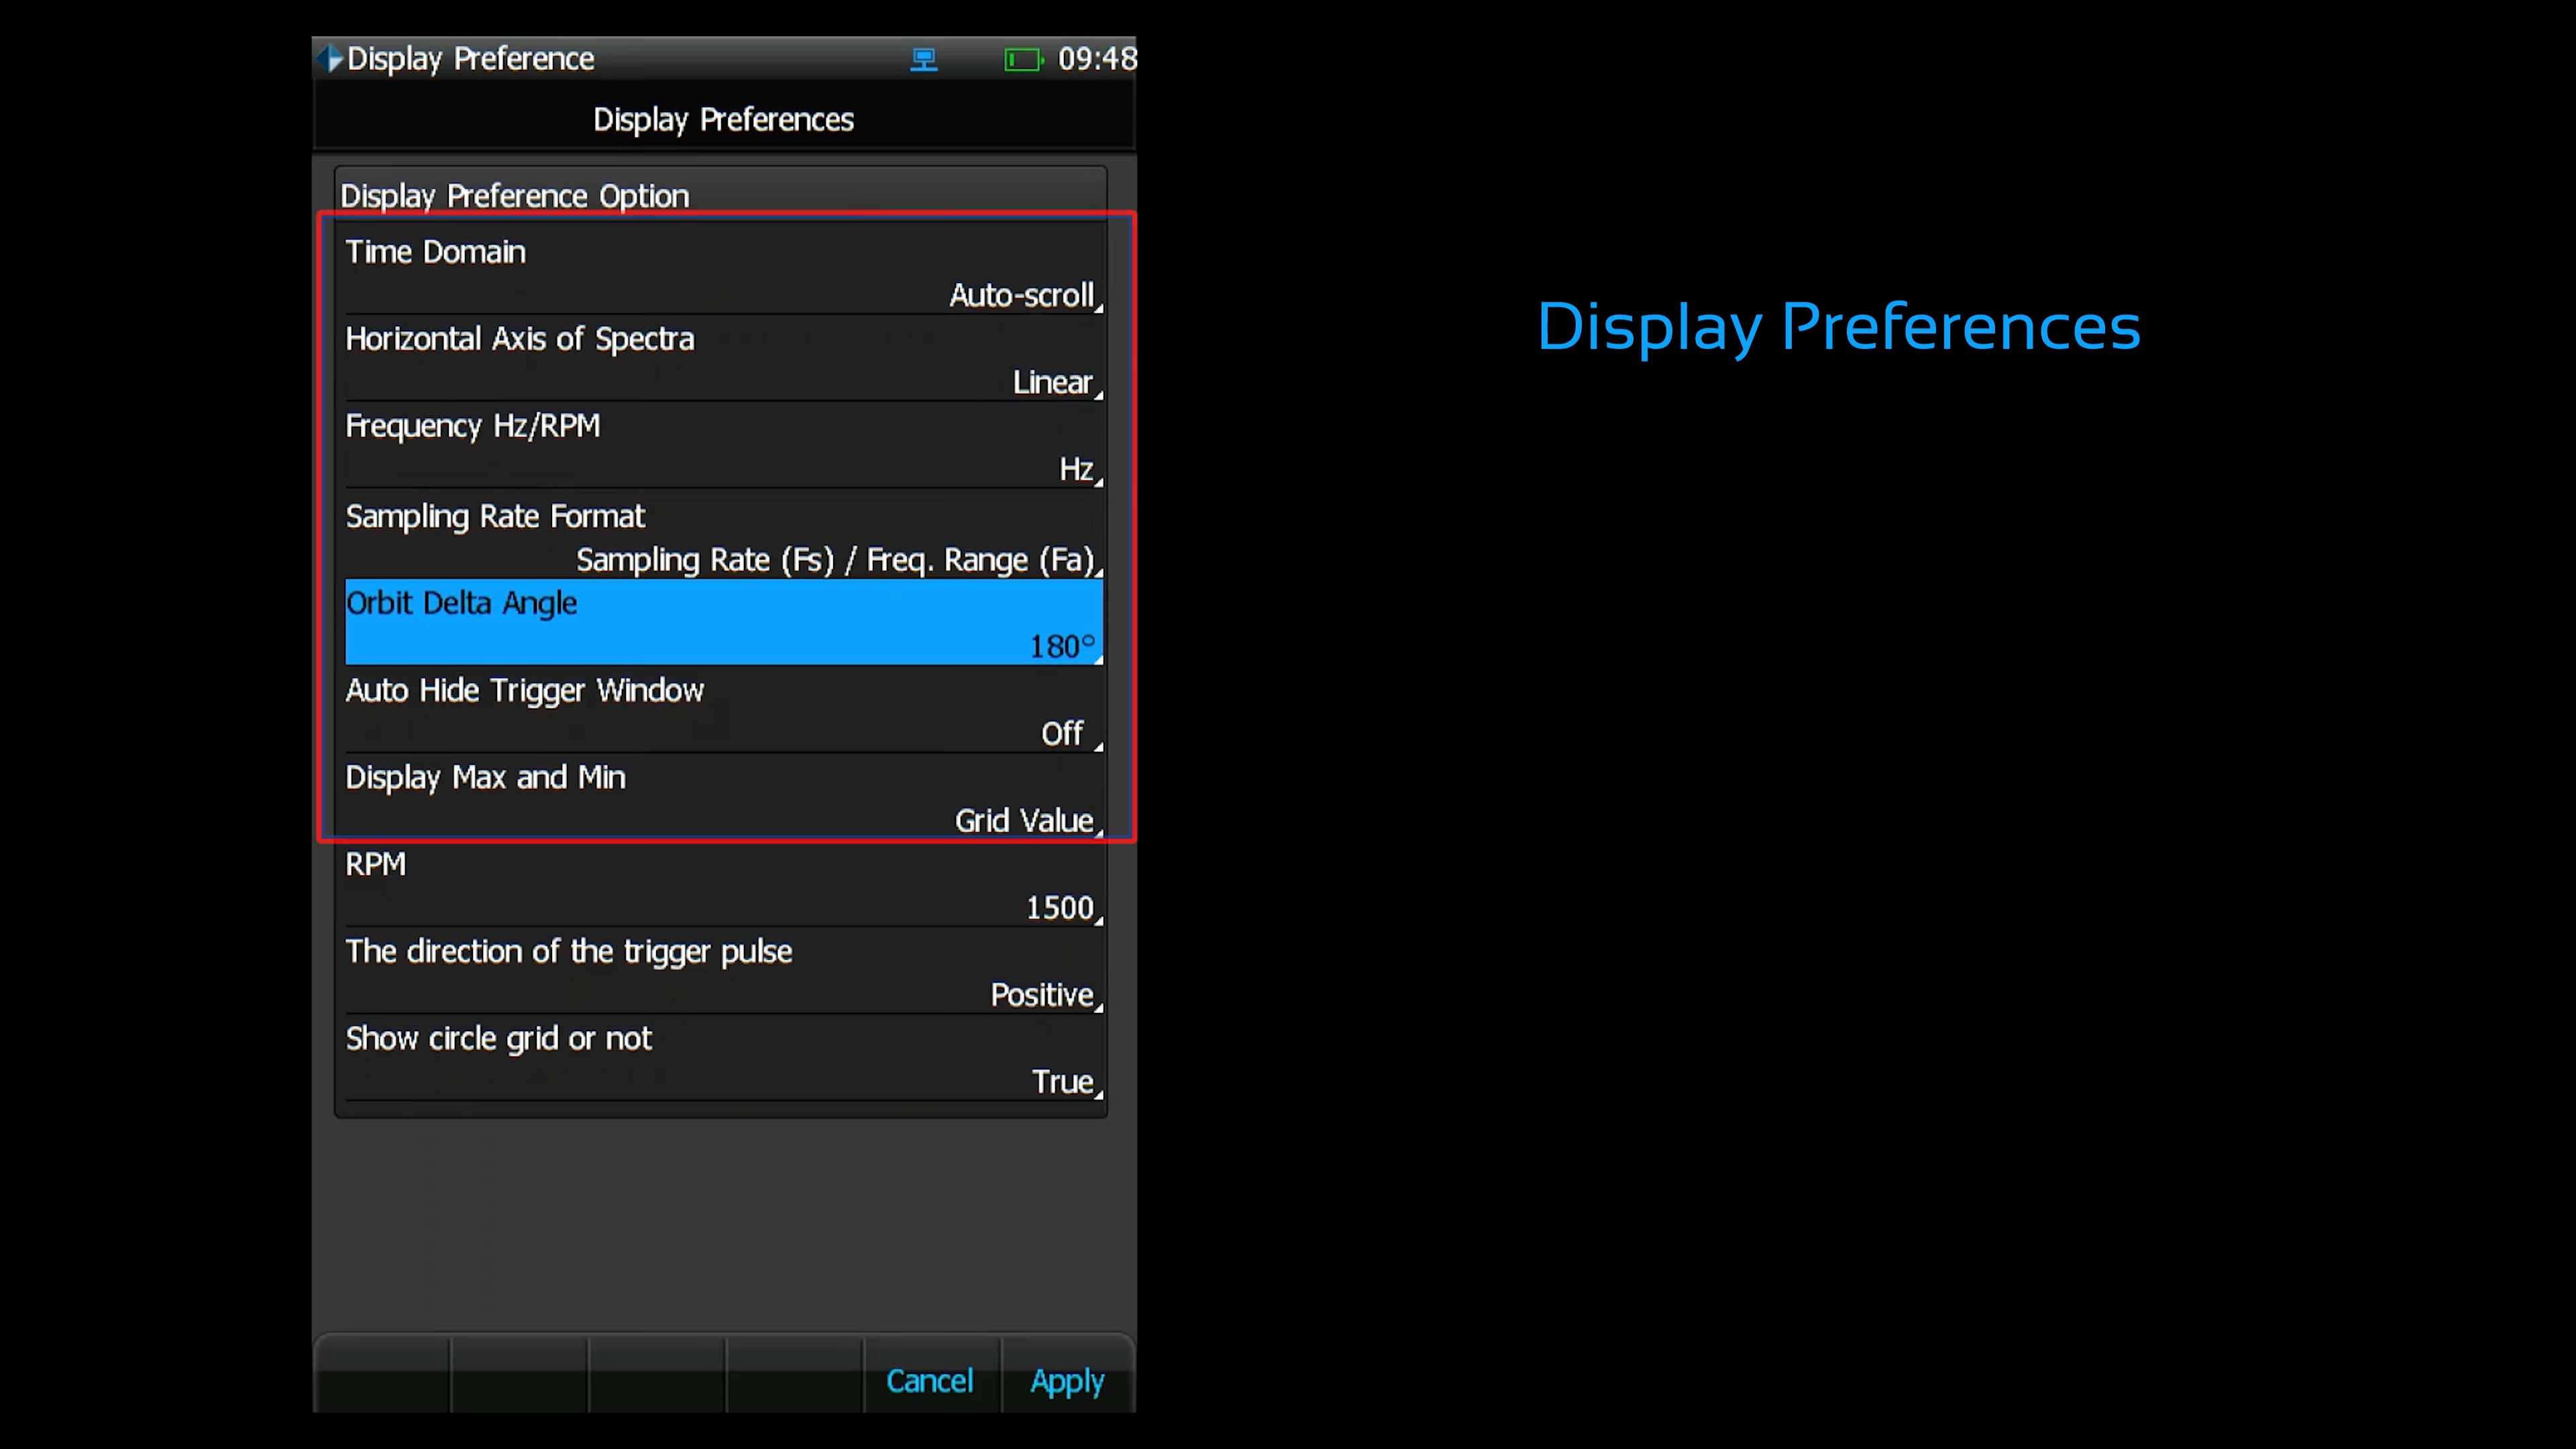 Display Preference 09:48
Display Preferences
Display Preference Option
Time Domain
Auto-scroll
Horizontal Axis of Spectra
Linear
Frequency Hz/RPM
Hz
Sampling Rate Format
Sampling Rate (Fs) / Freq. Range (Fa)
Orbit Delta Angle
180°
Auto Hide Trigger Window
Off
Display Max and Min
Grid Value
RPM
1500
The direction of the trigger pulse
Positive
Show circle grid or not
True
Cancel Apply
Display Preferences